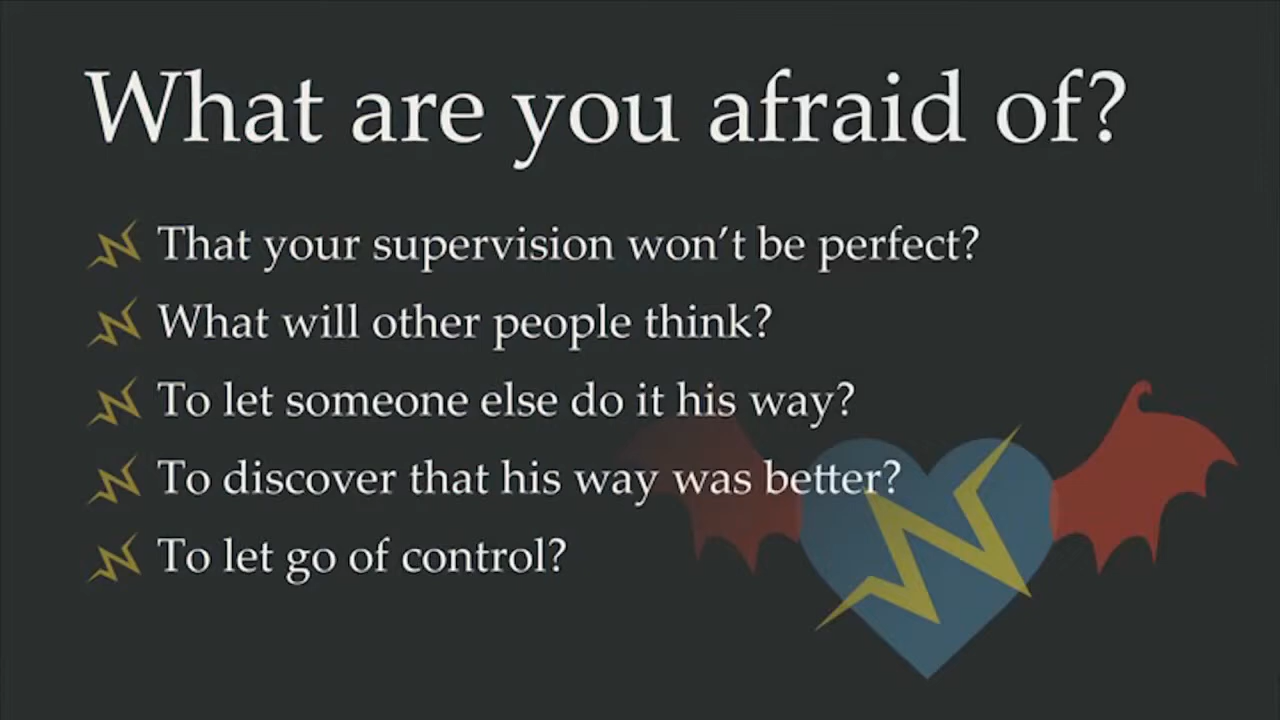 What are you afraid of?
That your supervision won’t be perfect?
What will other people think?
To let someone else do it his way?
To discover that his way was better?
To let go of control?